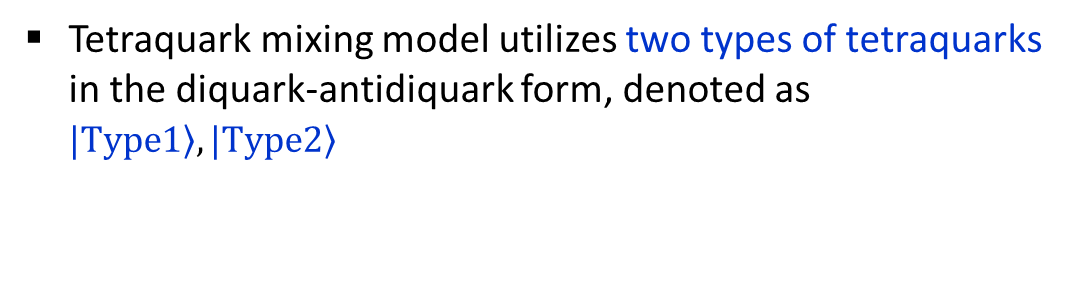 ▪ Tetraquark mixing model utilizes two types of tetraquarks
in the diquark-antidiquark form, denoted as
|Type1⟩, |Type2⟩